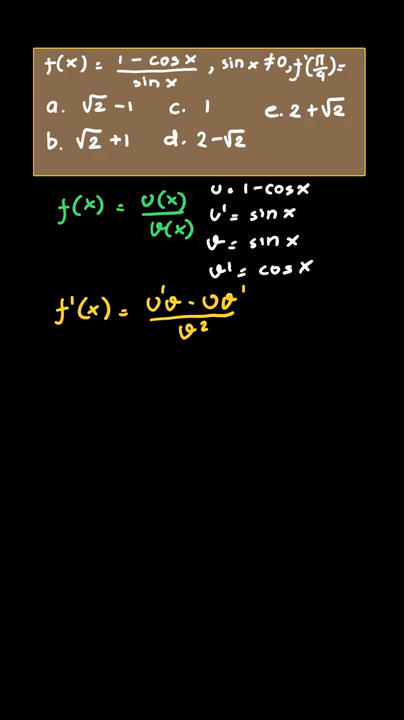 f(x) = (1 - cos x)/(sin x), sin x ≠ 0, f'(π/4) =
a. √2 - 1   c. 1   e. 2 + √2
b. √2 + 1   d. 2 - √2
f(x) = u(x)/v(x)
u = 1 - cos x
u' = sin x
v = sin x
v' = cos x
f'(x) = (u'v - uv')/v²